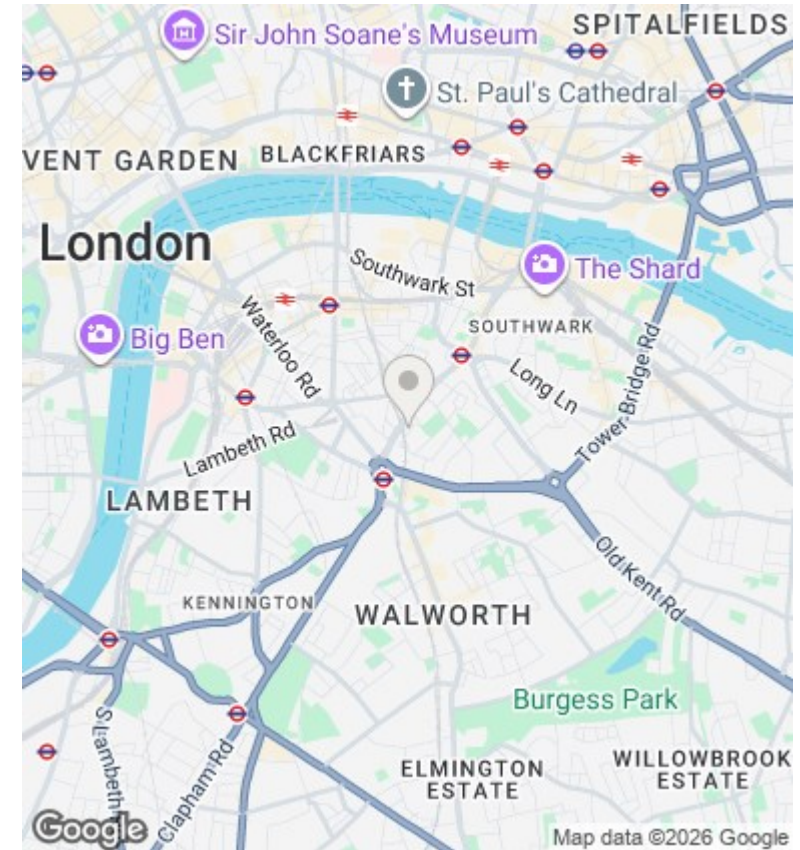 SPITALFIELDS
Sir John Soane's Museum
St. Paul's Cathedral
VENT GARDEN
BLACKFRIARS
London
Southwark St
The Shard
Big Ben
Waterloo Rd
SOUTHWARK
Long Ln
Tower Bridge Rd
Lambeth Rd
LAMBETH
Old Kent Rd
KENNINGTON
WALWORTH
Burgess Park
S Lambeth
Clapham Rd
ELMINGTON
ESTATE
WILLOWBROOK
ESTATE
Google
Map data ©2026 Google